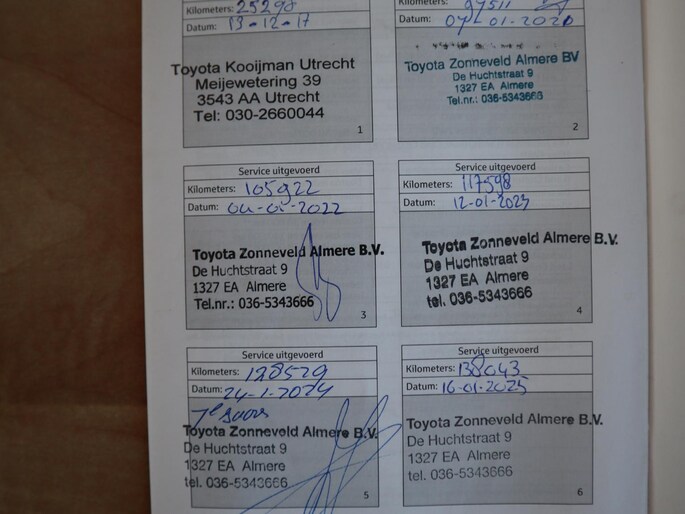 Kilometers: 25298
Datum: 13-12-17
Toyota Kooijman Utrecht
Meijewetering 39
3543 AA Utrecht
Tel: 030-2660044
1
Kilometers:
Datum: 07-01-2020
Toyota Zonneveld Almere BV
De Huchtstraat 9
1327 EA Almere
Tel.nr.: 036-5343666
2
Service uitgevoerd
Kilometers: 105922
Datum: 04-01-2022
Toyota Zonneveld Almere B.V.
De Huchtstraat 9
1327 EA Almere
Tel.nr.: 036-5343666
3
Service uitgevoerd
Kilometers: 117598
Datum: 12-01-2023
Toyota Zonneveld Almere B.V.
De Huchtstraat 9
1327 EA Almere
tel. 036-5343666
4
Service uitgevoerd
Kilometers: 128529
Datum: 24-1-2024
Toyota Zonneveld Almere B.V.
De Huchtstraat 9
1327 EA Almere
tel. 036-5343666
5
Service uitgevoerd
Kilometers: 138043
Datum: 16-01-2025
Toyota Zonneveld Almere B.V.
De Huchtstraat 9
1327 EA Almere
tel. 036-5343666
6